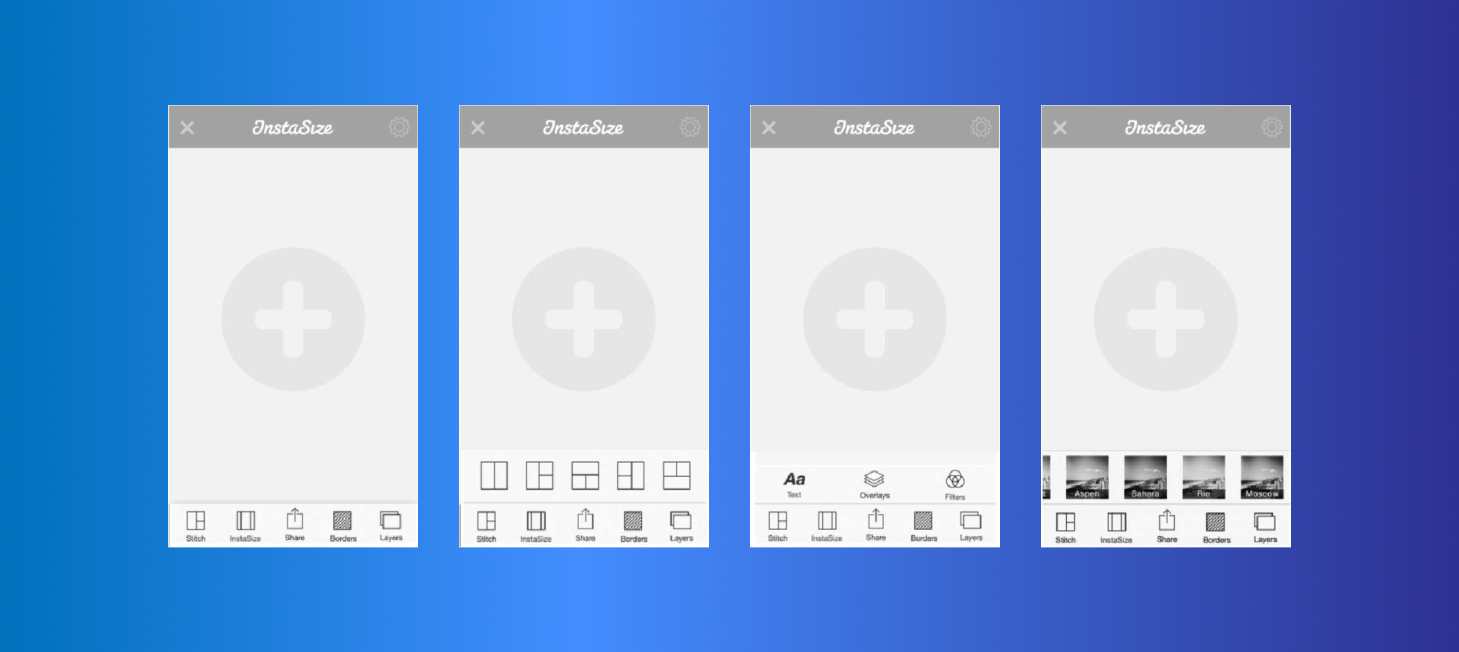 InstaSize
Stitch InstaSize Share Borders Layers
InstaSize
Stitch InstaSize Share Borders Layers
InstaSize
Aa
Text Overlays Filters
Stitch InstaSize Share Borders Layers
InstaSize
Aspen Sahara Rio Moscow
Stitch InstaSize Share Borders Layers